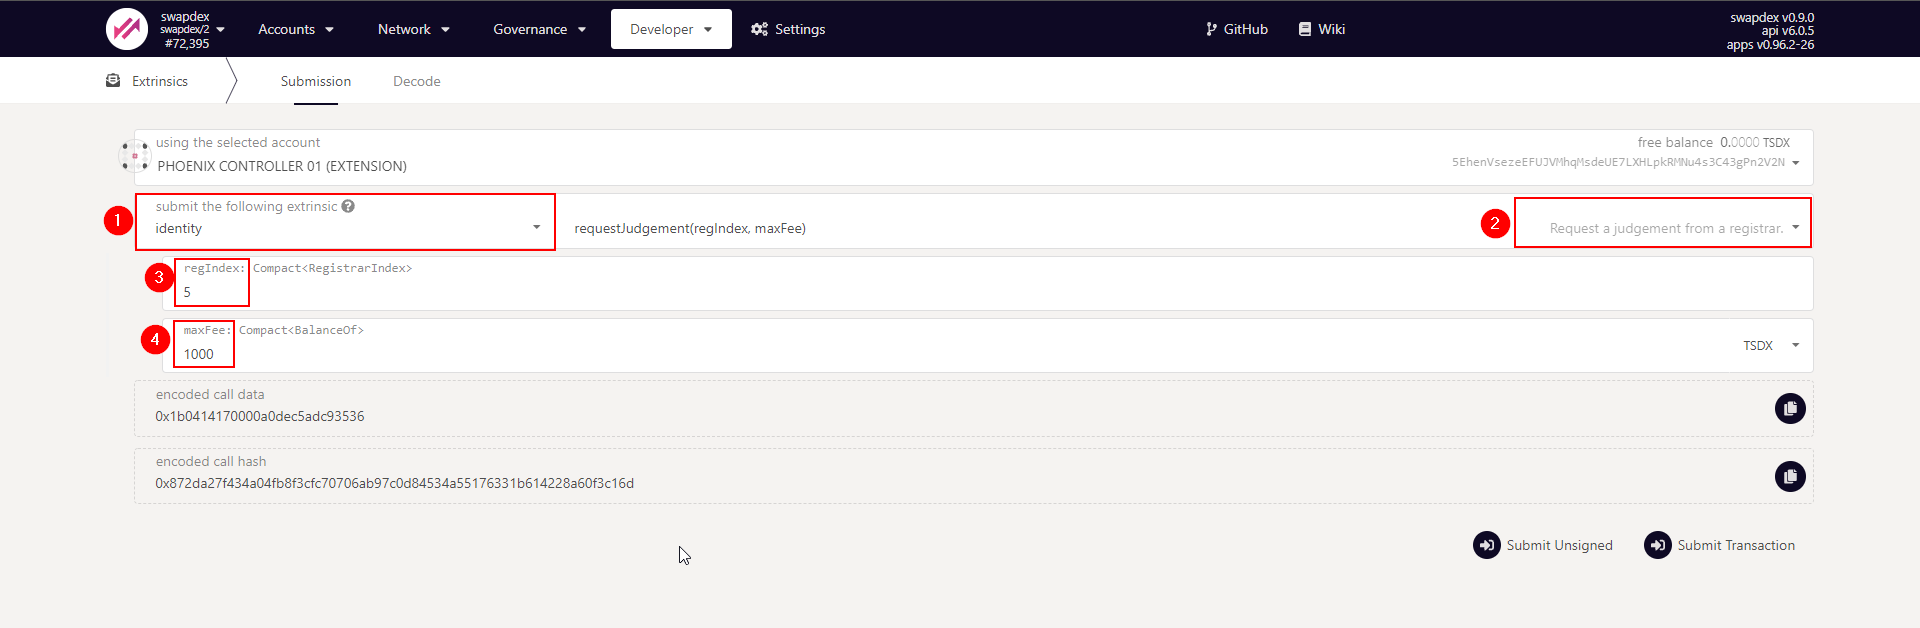 swapdex
swapdex/2
#72,395
Accounts
Network
Governance
Developer
Settings
GitHub
Wiki
swapdex v0.9.0
api v6.0.5
apps v0.96.2-26
Extrinsics
Submission
Decode
using the selected account
PHOENIX CONTROLLER 01 (EXTENSION)
free balance 0.0000 TSDX
5EhenVsezeEFUJVMhqMsdeUE7LXHLpkRMNu4s3C43gPn2V2N
1
submit the following extrinsic ?
identity
requestJudgement(regIndex, maxFee)
2
Request a judgement from a registrar.
3
regIndex: Compact<RegistrarIndex>
5
4
maxFee: Compact<BalanceOf>
1000
TSDX
encoded call data
0x1b0414170000a0dec5adc93536
encoded call hash
0x872da27f434a04fb8f3cfc70706ab97c0d84534a55176331b614228a60f3c16d
Submit Unsigned
Submit Transaction